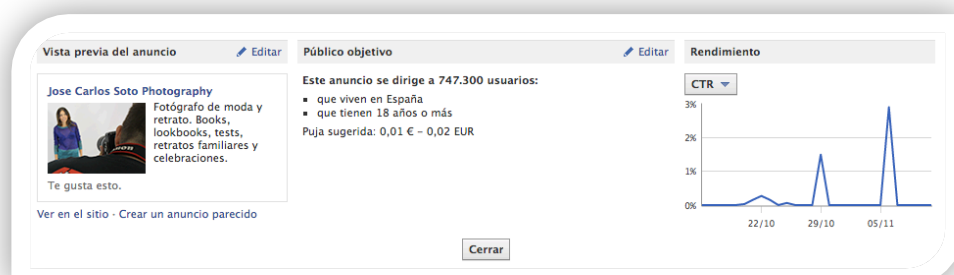 Vista previa del anuncio
Editar
Jose Carlos Soto Photography
Fotógrafo de moda y
retrato. Books,
lookbooks, tests,
retratos familiares y
celebraciones.
Te gusta esto.
Ver en el sitio · Crear un anuncio parecido
Público objetivo
Editar
Este anuncio se dirige a 747.300 usuarios:
que viven en España
que tienen 18 años o más
Puja sugerida: 0,01 € – 0,02 EUR
Rendimiento
CTR
3%
2%
1%
0%
22/10 29/10 05/11
Cerrar